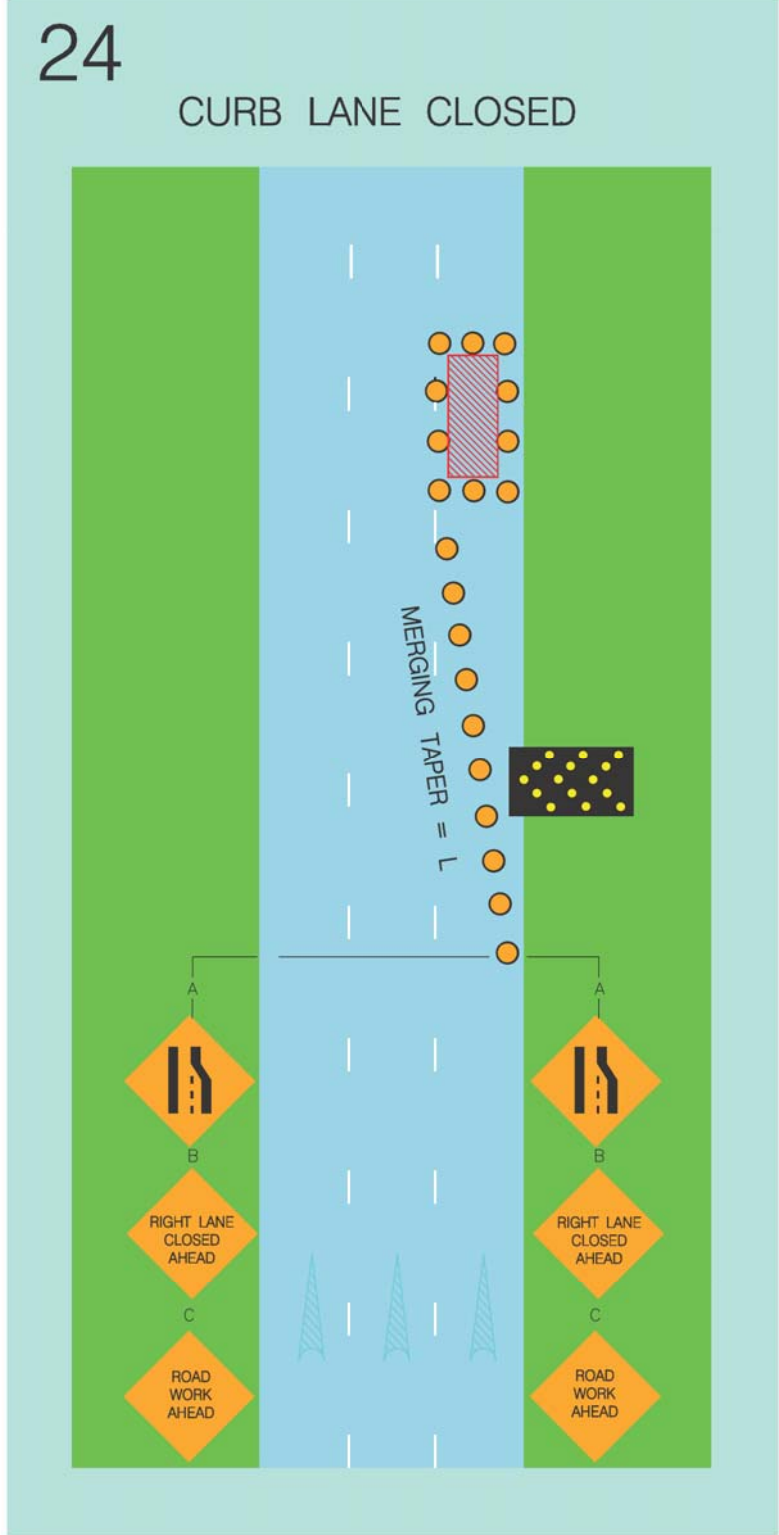 24
CURB LANE CLOSED
MERGING TAPER = L
A
A
B
B
RIGHT LANE
CLOSED
AHEAD
RIGHT LANE
CLOSED
AHEAD
C
C
ROAD
WORK
AHEAD
ROAD
WORK
AHEAD